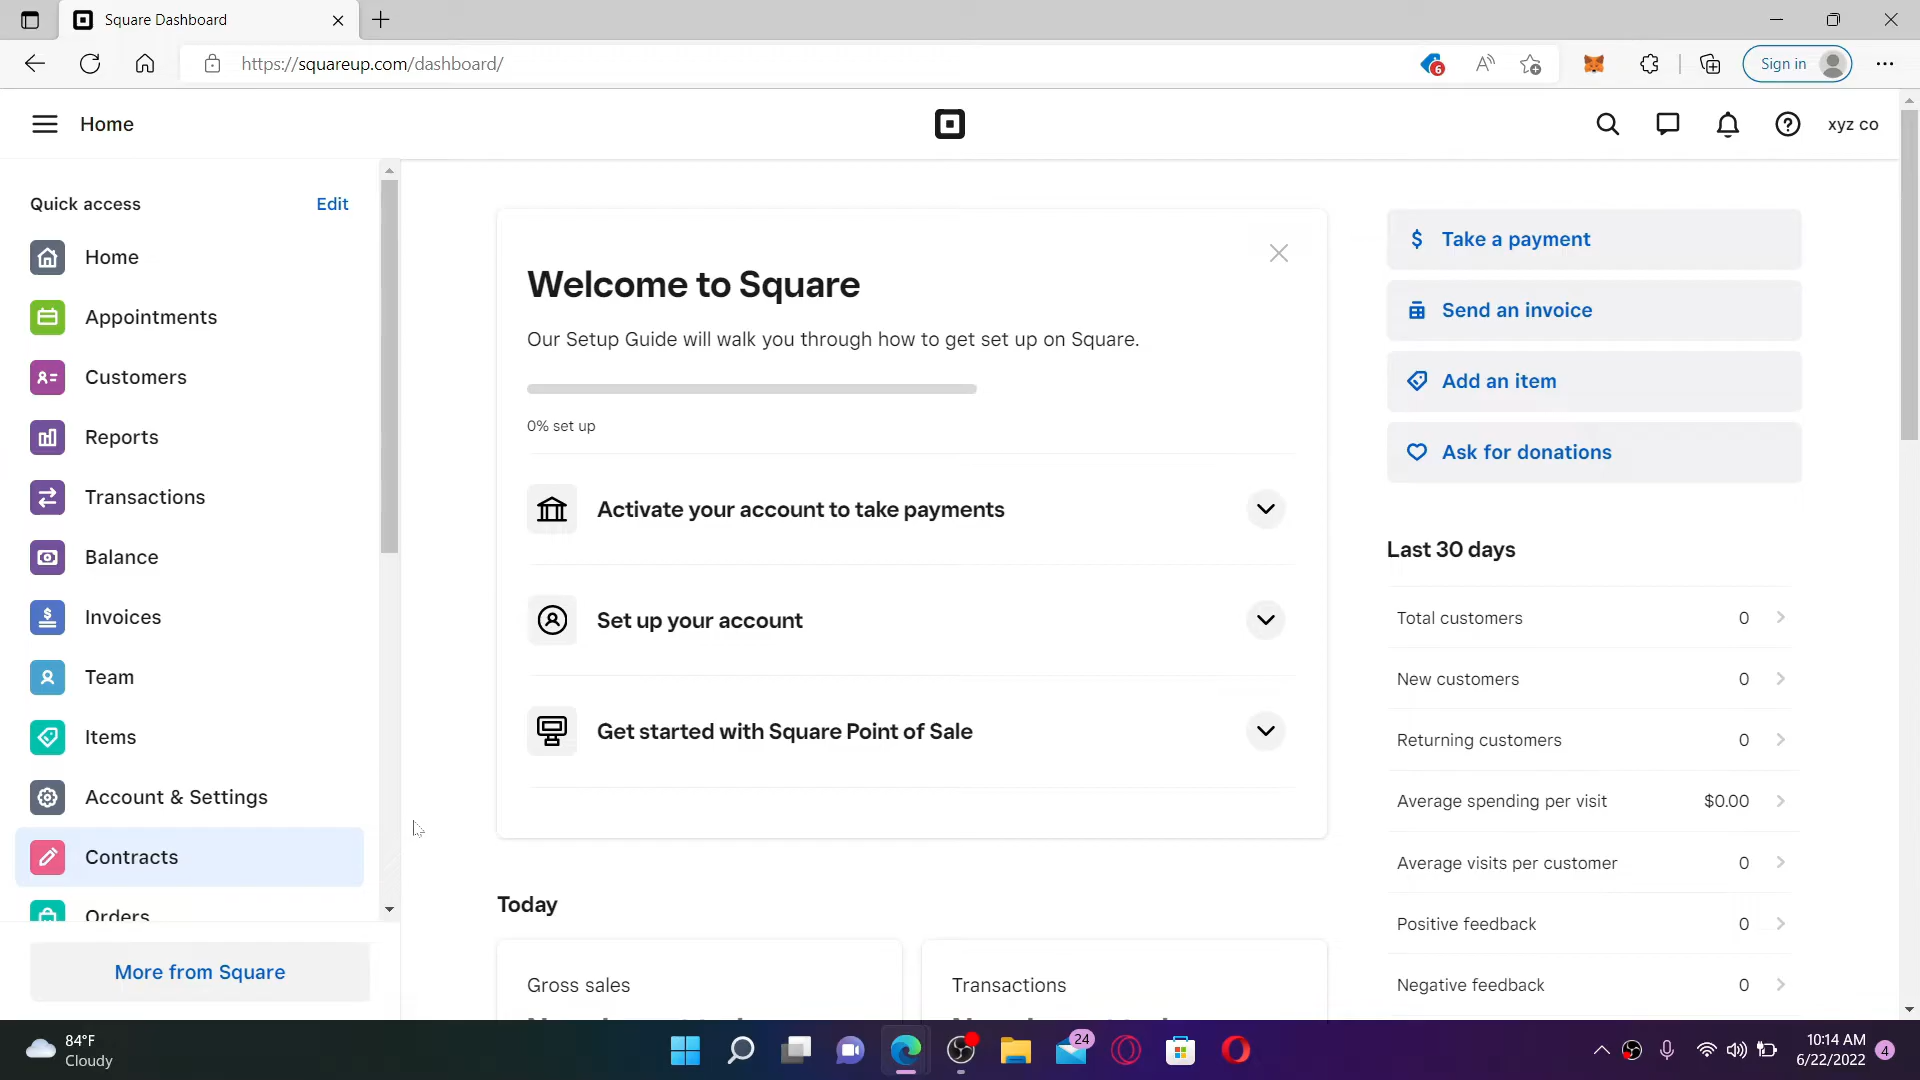 Square Dashboard
https://squareup.com/dashboard/
6
Sign in
Home
xyz co
Quick access
Edit
Home
Appointments
Customers
Reports
Transactions
Balance
Invoices
Team
Items
Account & Settings
Contracts
Orders
More from Square
Welcome to Square
Our Setup Guide will walk you through how to get set up on Square.
0% set up
Activate your account to take payments
Set up your account
Get started with Square Point of Sale
Today
Gross sales
Transactions
Take a payment
Send an invoice
Add an item
Ask for donations
Last 30 days
Total customers 0
New customers 0
Returning customers 0
Average spending per visit $0.00
Average visits per customer 0
Positive feedback 0
Negative feedback 0
84°F
Cloudy
24
10:14 AM
6/22/2022
4